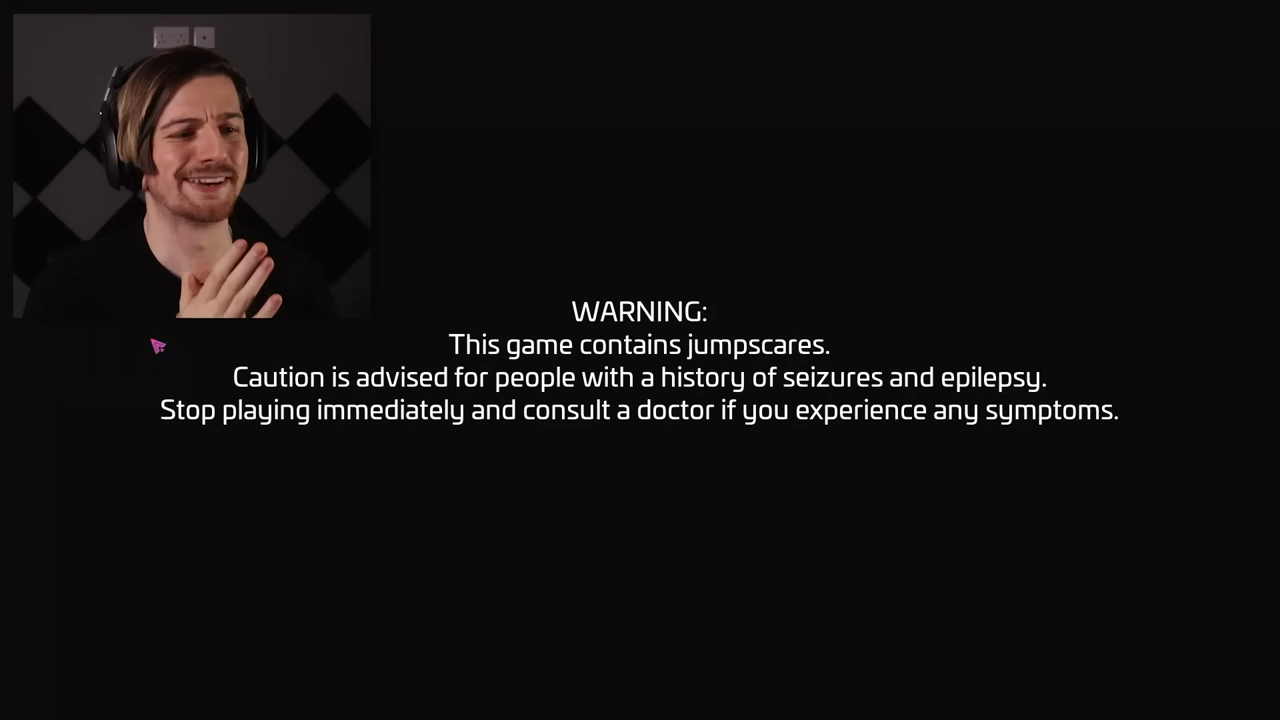 WARNING:
This game contains jumpscares.
Caution is advised for people with a history of seizures and epilepsy.
Stop playing immediately and consult a doctor if you experience any symptoms.